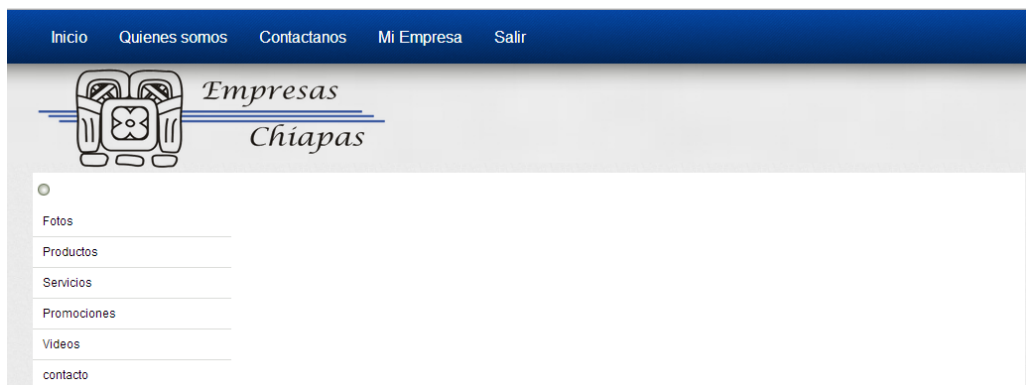 Inicio Quienes somos Contactanos Mi Empresa Salir
Empresas
Chiapas
Fotos
Productos
Servicios
Promociones
Videos
contacto